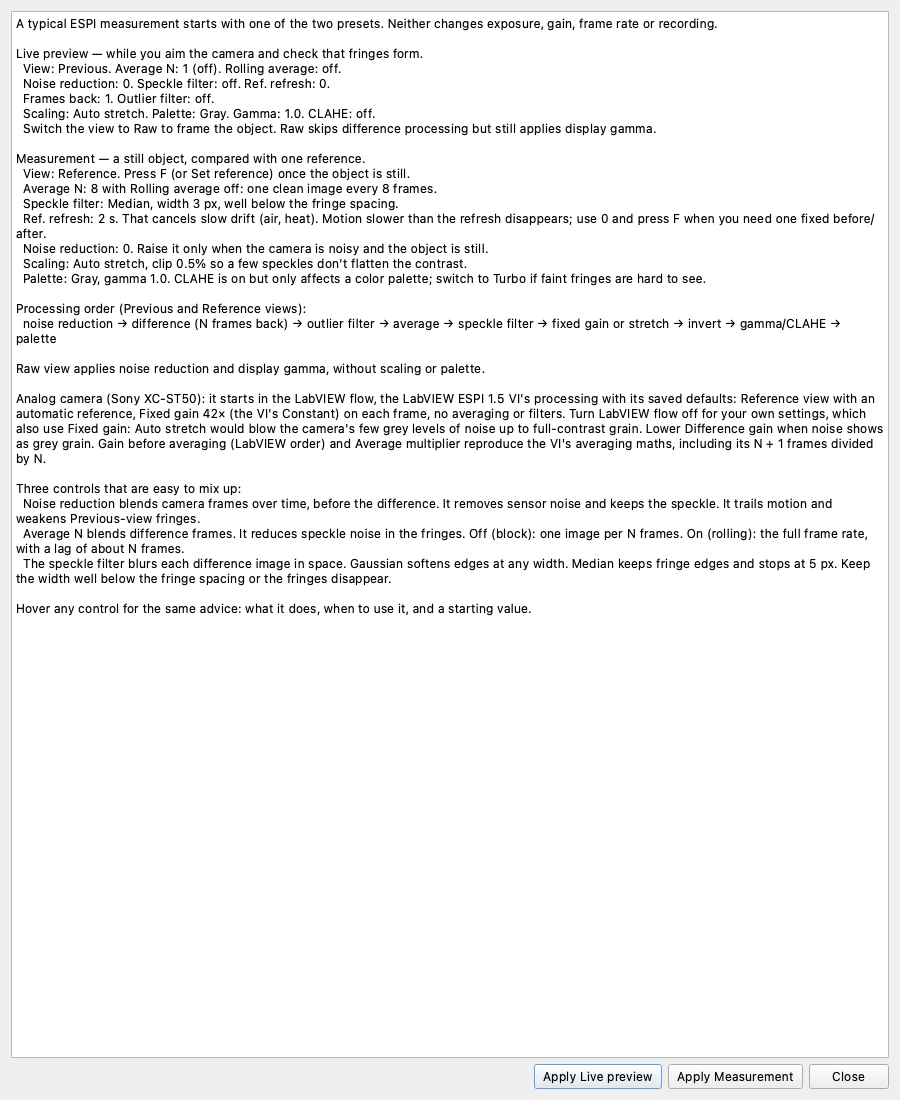 A typical ESPI measurement starts with one of the two presets. Neither changes exposure, gain, frame rate or recording.
Live preview — while you aim the camera and check that fringes form.
View: Previous. Average N: 1 (off). Rolling average: off.
Noise reduction: 0. Speckle filter: off. Ref. refresh: 0.
Frames back: 1. Outlier filter: off.
Scaling: Auto stretch. Palette: Gray. Gamma: 1.0. CLAHE: off.
Switch the view to Raw to frame the object. Raw skips difference processing but still applies display gamma.
Measurement — a still object, compared with one reference.
View: Reference. Press F (or Set reference) once the object is still.
Average N: 8 with Rolling average off: one clean image every 8 frames.
Speckle filter: Median, width 3 px, well below the fringe spacing.
Ref. refresh: 2 s. That cancels slow drift (air, heat). Motion slower than the refresh disappears; use 0 and press F when you need one fixed before/
after.
Noise reduction: 0. Raise it only when the camera is noisy and the object is still.
Scaling: Auto stretch, clip 0.5% so a few speckles don't flatten the contrast.
Palette: Gray, gamma 1.0. CLAHE is on but only affects a color palette; switch to Turbo if faint fringes are hard to see.
Processing order (Previous and Reference views):
noise reduction → difference (N frames back) → outlier filter → average → speckle filter → fixed gain or stretch → invert → gamma/CLAHE →
palette
Raw view applies noise reduction and display gamma, without scaling or palette.
Analog camera (Sony XC-ST50): it starts in the LabVIEW flow, the LabVIEW ESPI 1.5 VI's processing with its saved defaults: Reference view with an
automatic reference, Fixed gain 42× (the VI's Constant) on each frame, no averaging or filters. Turn LabVIEW flow off for your own settings, which
also use Fixed gain: Auto stretch would blow the camera's few grey levels of noise up to full-contrast grain. Lower Difference gain when noise shows
as grey grain. Gain before averaging (LabVIEW order) and Average multiplier reproduce the VI's averaging maths, including its N + 1 frames divided
by N.
Three controls that are easy to mix up:
Noise reduction blends camera frames over time, before the difference. It removes sensor noise and keeps the speckle. It trails motion and
weakens Previous-view fringes.
Average N blends difference frames. It reduces speckle noise in the fringes. Off (block): one image per N frames. On (rolling): the full frame rate,
with a lag of about N frames.
The speckle filter blurs each difference image in space. Gaussian softens edges at any width. Median keeps fringe edges and stops at 5 px. Keep
the width well below the fringe spacing or the fringes disappear.
Hover any control for the same advice: what it does, when to use it, and a starting value.
Apply Live preview
Apply Measurement
Close